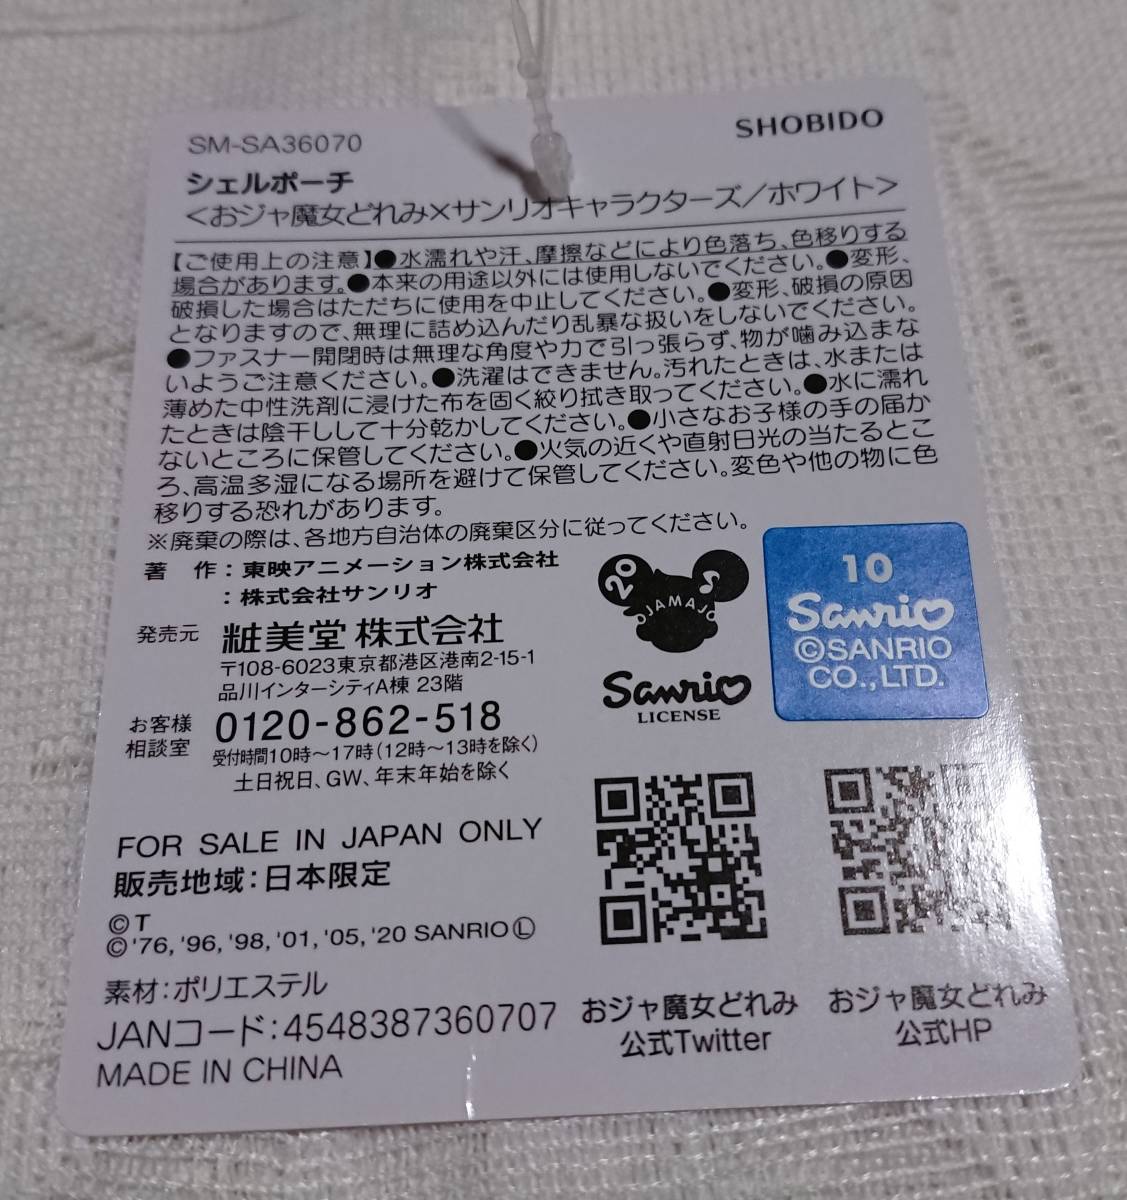 SM-SA36070
SHOBIDO
シェルポーチ
<おジャ魔女どれみ×サンリオキャラクターズ/ホワイト>
【ご使用上の注意】●水濡れや汗、摩擦などにより色落ち、色移りする
場合があります。●本来の用途以外には使用しないでください。●変形、
破損した場合はただちに使用を中止してください。●変形、破損の原因
となりますので、無理に詰め込んだり乱暴な扱いをしないでください。
●ファスナー開閉時は無理な角度や力で引っ張らず、物が噛み込まな
いようご注意ください。●洗濯はできません。汚れたときは、水または
薄めた中性洗剤に浸けた布を固く絞り拭き取ってください。●水に濡れ
たときは陰干しして十分乾かしてください。●小さなお子様の手の届か
ないところに保管してください。●火気の近くや直射日光の当たるとこ
ろ、高温多湿になる場所を避けて保管してください。変色や他の物に色
移りする恐れがあります。
※廃棄の際は、各地方自治体の廃棄区分に従ってください。
著 作:東映アニメーション株式会社
:株式会社サンリオ
発売元 粧美堂 株式会社
〒108-6023東京都港区港南2-15-1
品川インターシティA棟 23階
お客様
相談室
0120-862-518
受付時間10時~17時(12時~13時を除く)
土日祝日、GW、年末年始を除く
20
OJAMAJO
Sanrio
LICENSE
10
Sanrio
©SANRIO
CO.,LTD.
FOR SALE IN JAPAN ONLY
販売地域:日本限定
©T
©'76,'96,'98,'01,'05,'20 SANRIO Ⓛ
素材:ポリエステル
JANコード:4548387360707
MADE IN CHINA
おジャ魔女どれみ
公式Twitter
おジャ魔女どれみ
公式HP